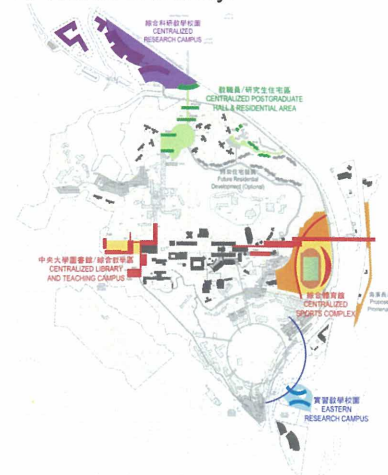 綜合科研教學校園
CENTRALIZED
RESEARCH CAMPUS
教職員/研究生住宅區
CENTRALIZED POSTGRADUATE
HALL & RESIDENTIAL AREA
Future Residential
Development (Optional)
中央大學圖書館/綜合教學區
CENTRALIZED LIBRARY
AND TEACHING CAMPUS
綜合體育館
CENTRALIZED
SPORTS COMPLEX
實習教學校園
EASTERN
RESEARCH CAMPUS